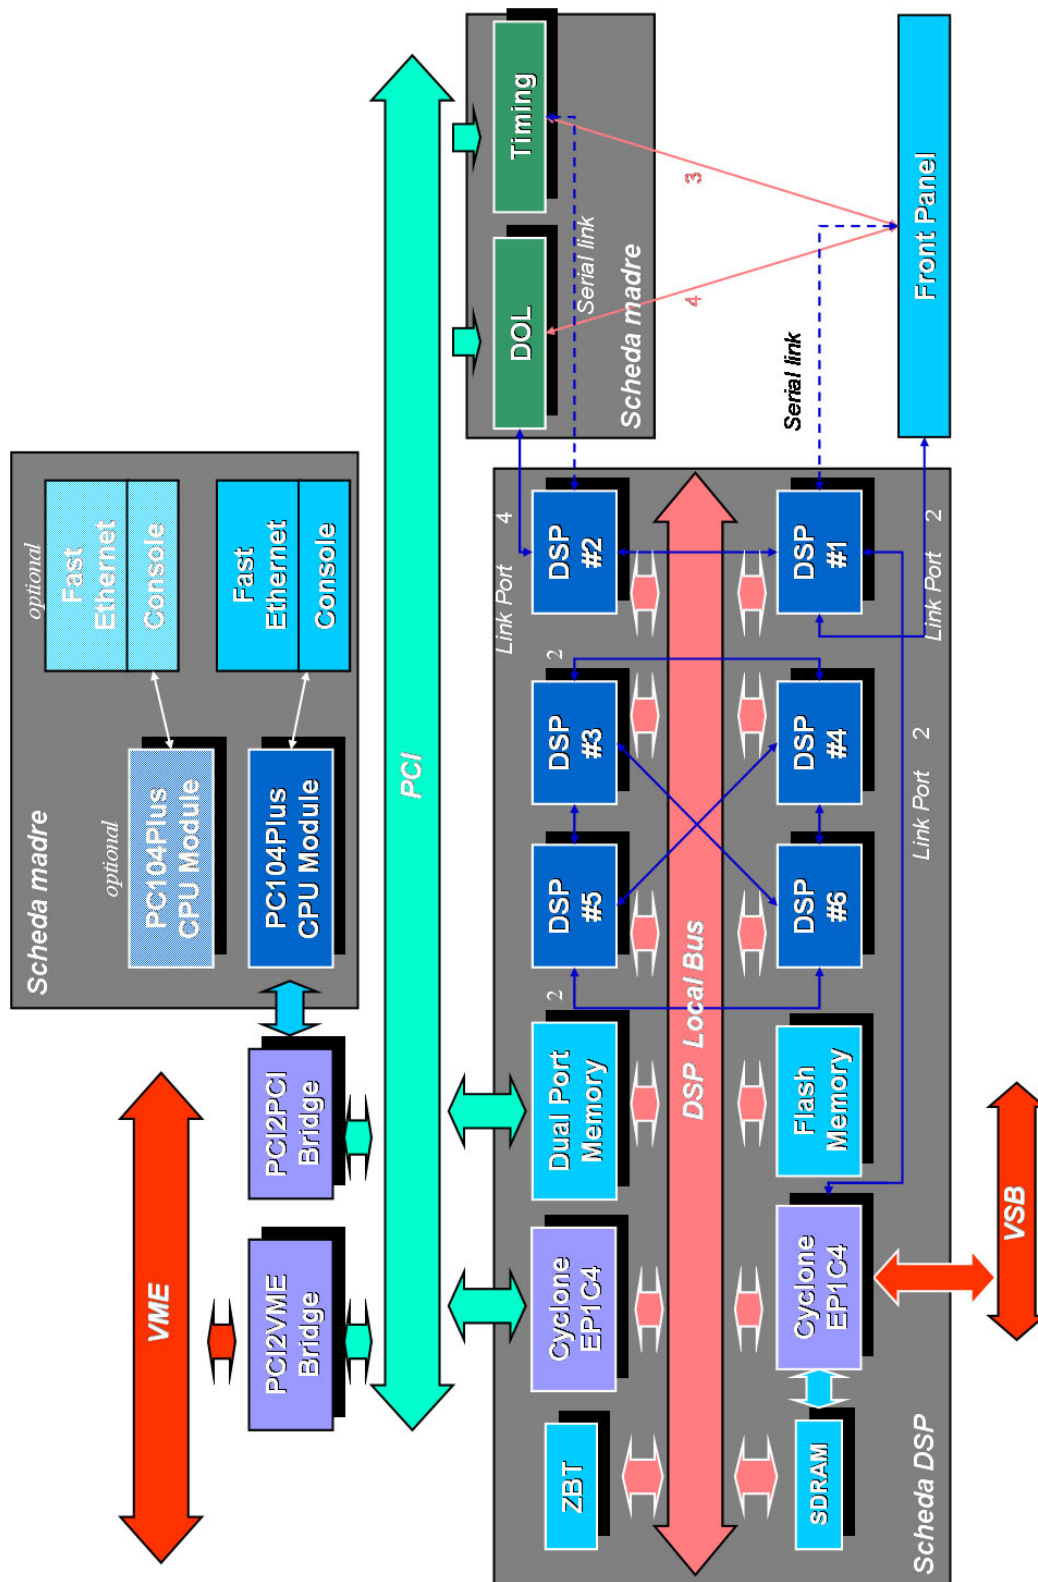 VME
PCI2VME
Bridge
PCI2PCI
Bridge
Scheda madre
optional
PC104Plus
CPU Module
PC104Plus
CPU Module
optional
Fast
Ethernet
Console
Fast
Ethernet
Console
PCI
DOL
Timing
Scheda madre
Serial link
4
3
Link Port
4
ZBT
Cyclone
EP1C4
Dual Port
Memory
2
DSP
#5
2
DSP
#3
DSP
#2
DSP Local Bus
SDRAM
Cyclone
EP1C4
Flash
Memory
DSP
#6
DSP
#4
DSP
#1
Serial link
Link Port
2
Link Port
2
Scheda DSP
Front Panel
VSB